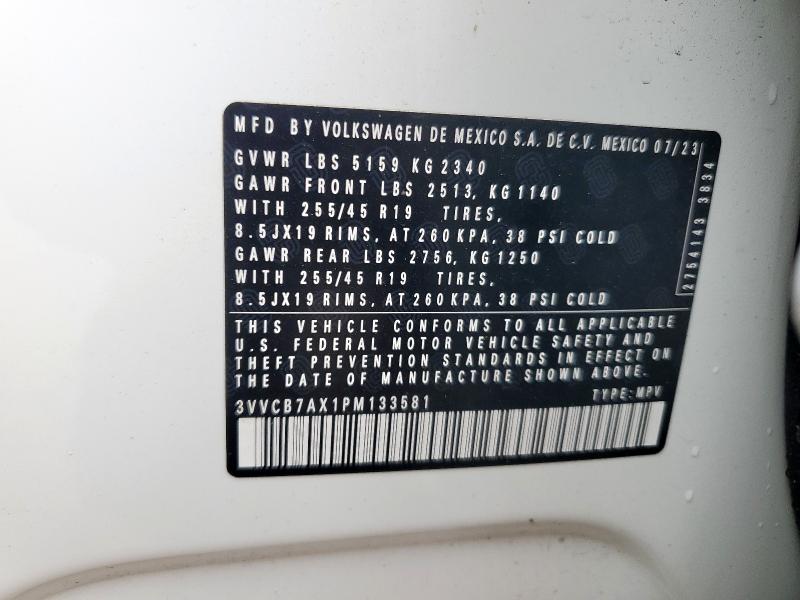 MFD BY VOLKSWAGEN DE MEXICO S.A. DE C.V. MEXICO 07/23
GVWR LBS 5159 KG 2340
GAWR FRONT LBS 2513, KG 1140
WITH 255/45 R19 TIRES,
8.5JX19 RIMS, AT 260 KPA, 38 PSI COLD
GAWR REAR LBS 2756, KG 1250
WITH 255/45 R19 TIRES,
8.5JX19 RIMS, AT 260 KPA, 38 PSI COLD
2754143 3834
THIS VEHICLE CONFORMS TO ALL APPLICABLE
U.S. FEDERAL MOTOR VEHICLE SAFETY AND
THEFT PREVENTION STANDARDS IN EFFECT ON
THE DATE OF MANUFACTURE SHOWN ABOVE.
3VVCB7AX1PM133581 TYPE: MPV